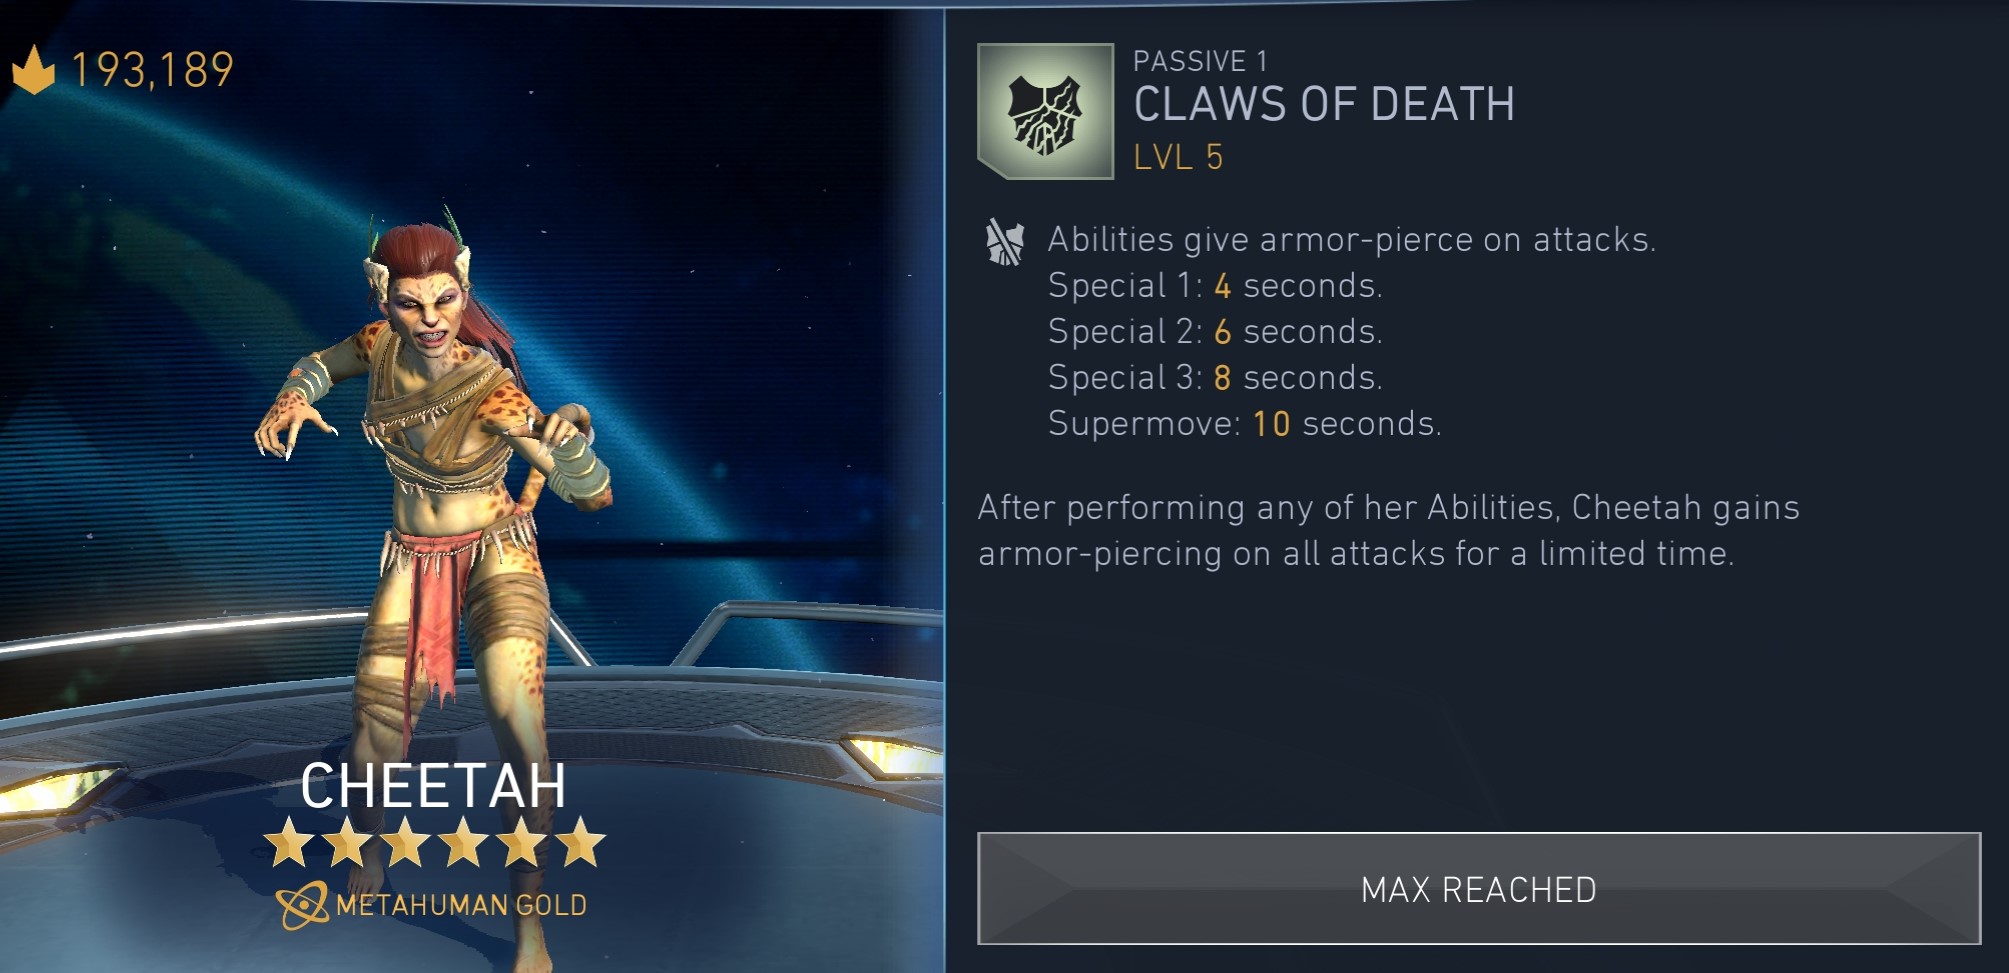 193,189
CHEETAH
METAHUMAN GOLD
PASSIVE 1
CLAWS OF DEATH
LVL 5
Abilities give armor-pierce on attacks.
Special 1: 4 seconds.
Special 2: 6 seconds.
Special 3: 8 seconds.
Supermove: 10 seconds.
After performing any of her Abilities, Cheetah gains
armor-piercing on all attacks for a limited time.
MAX REACHED